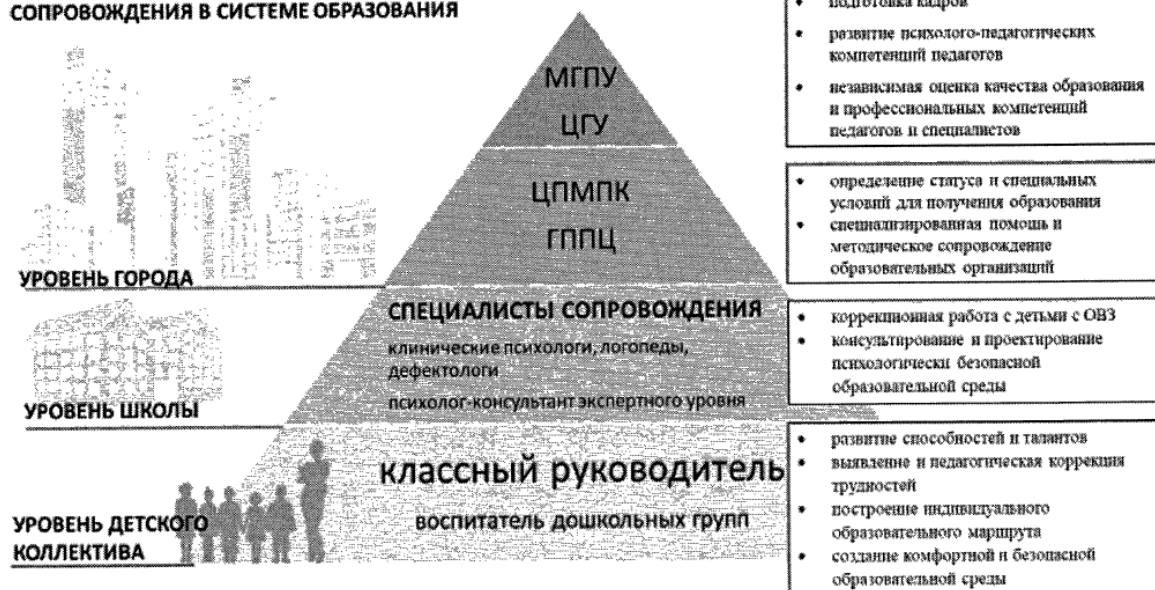 СОПРОВОЖДЕНИЯ В СИСТЕМЕ ОБРАЗОВАНИЯ
МГПУ
ЦГУ
• подготовка кадров
• развитие психолого-педагогических
компетенций педагогов
• независимая оценка качества образования
и профессиональных компетенций
педагогов и специалистов
УРОВЕНЬ ГОРОДА
ЦПМПК
ГППЦ
• определение статуса и специальных
условий для получения образования
• специализированная помощь и
методическое сопровождение
образовательных организаций
УРОВЕНЬ ШКОЛЫ
СПЕЦИАЛИСТЫ СОПРОВОЖДЕНИЯ
клинические психологи, логопеды,
дефектологи
психолог-консультант экспертного уровня
• коррекционная работа с детьми с ОВЗ
• консультирование и проектирование
психологически безопасной
образовательной среды
УРОВЕНЬ ДЕТСКОГО
КОЛЛЕКТИВА
классный руководитель
воспитатель дошкольных групп
• развитие способностей и талантов
• выявление и педагогическая коррекция
трудностей
• построение индивидуального
образовательного маршрута
• создание комфортной и безопасной
образовательной среды